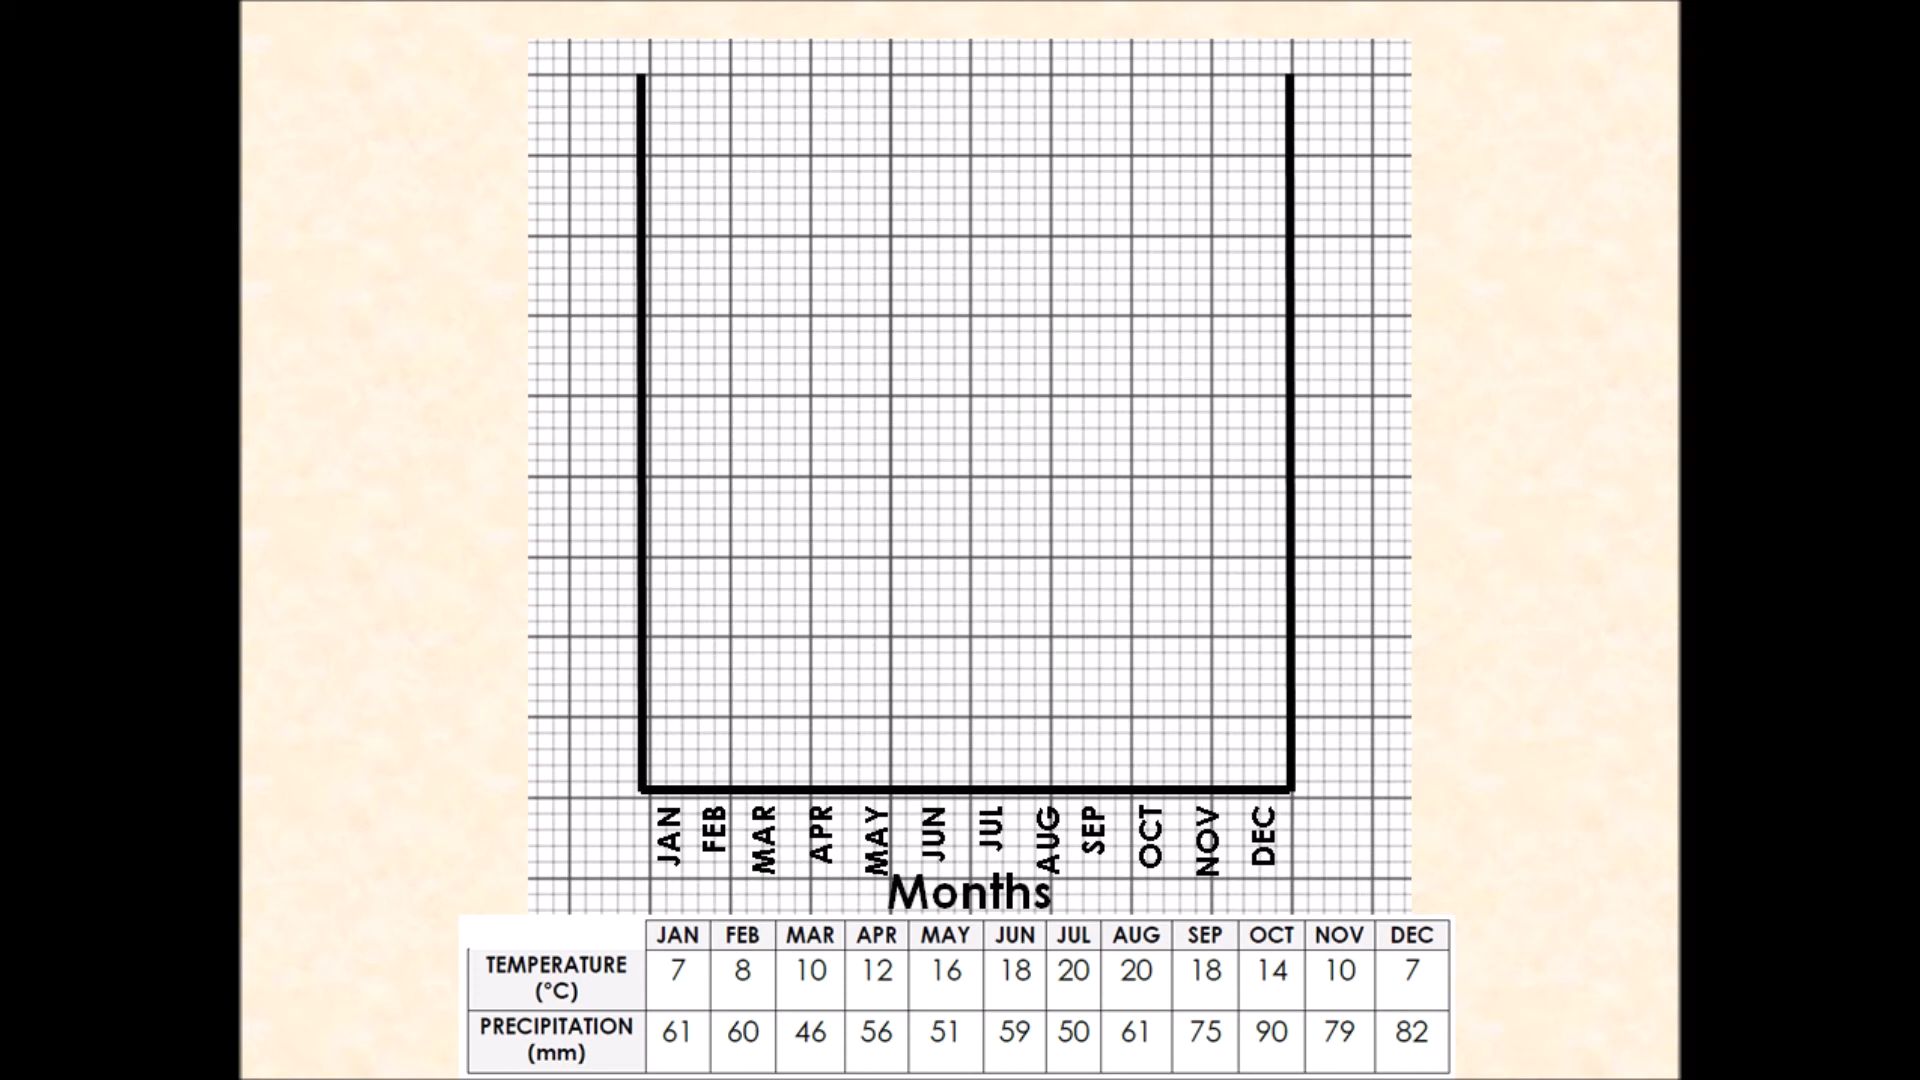 JAN FEB MAR APR MAY JUN JUL AUG SEP OCT NOV DEC
Months
JAN FEB MAR APR MAY JUN JUL AUG SEP OCT NOV DEC
TEMPERATURE (°C) 7 8 10 12 16 18 20 20 18 14 10 7
PRECIPITATION (mm) 61 60 46 56 51 59 50 61 75 90 79 82